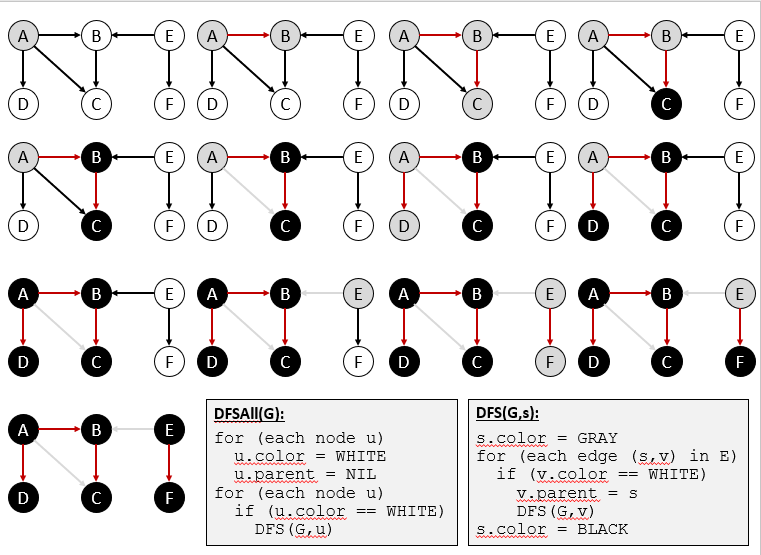 A B E A B E A B E A B E
D C F D C F D C F D C F
A B E A B E A B E A B E
D C F D C F D C F D C F
A B E A B E A B E A B E
D C F D C F D C F D C F
A B E
D C F
DFSAll(G):
for (each node u)
u.color = WHITE
u.parent = NIL
for (each node u)
if (u.color == WHITE)
DFS(G,u)
DFS(G,s):
s.color = GRAY
for (each edge (s,v) in E)
if (v.color == WHITE)
v.parent = s
DFS(G,v)
s.color = BLACK